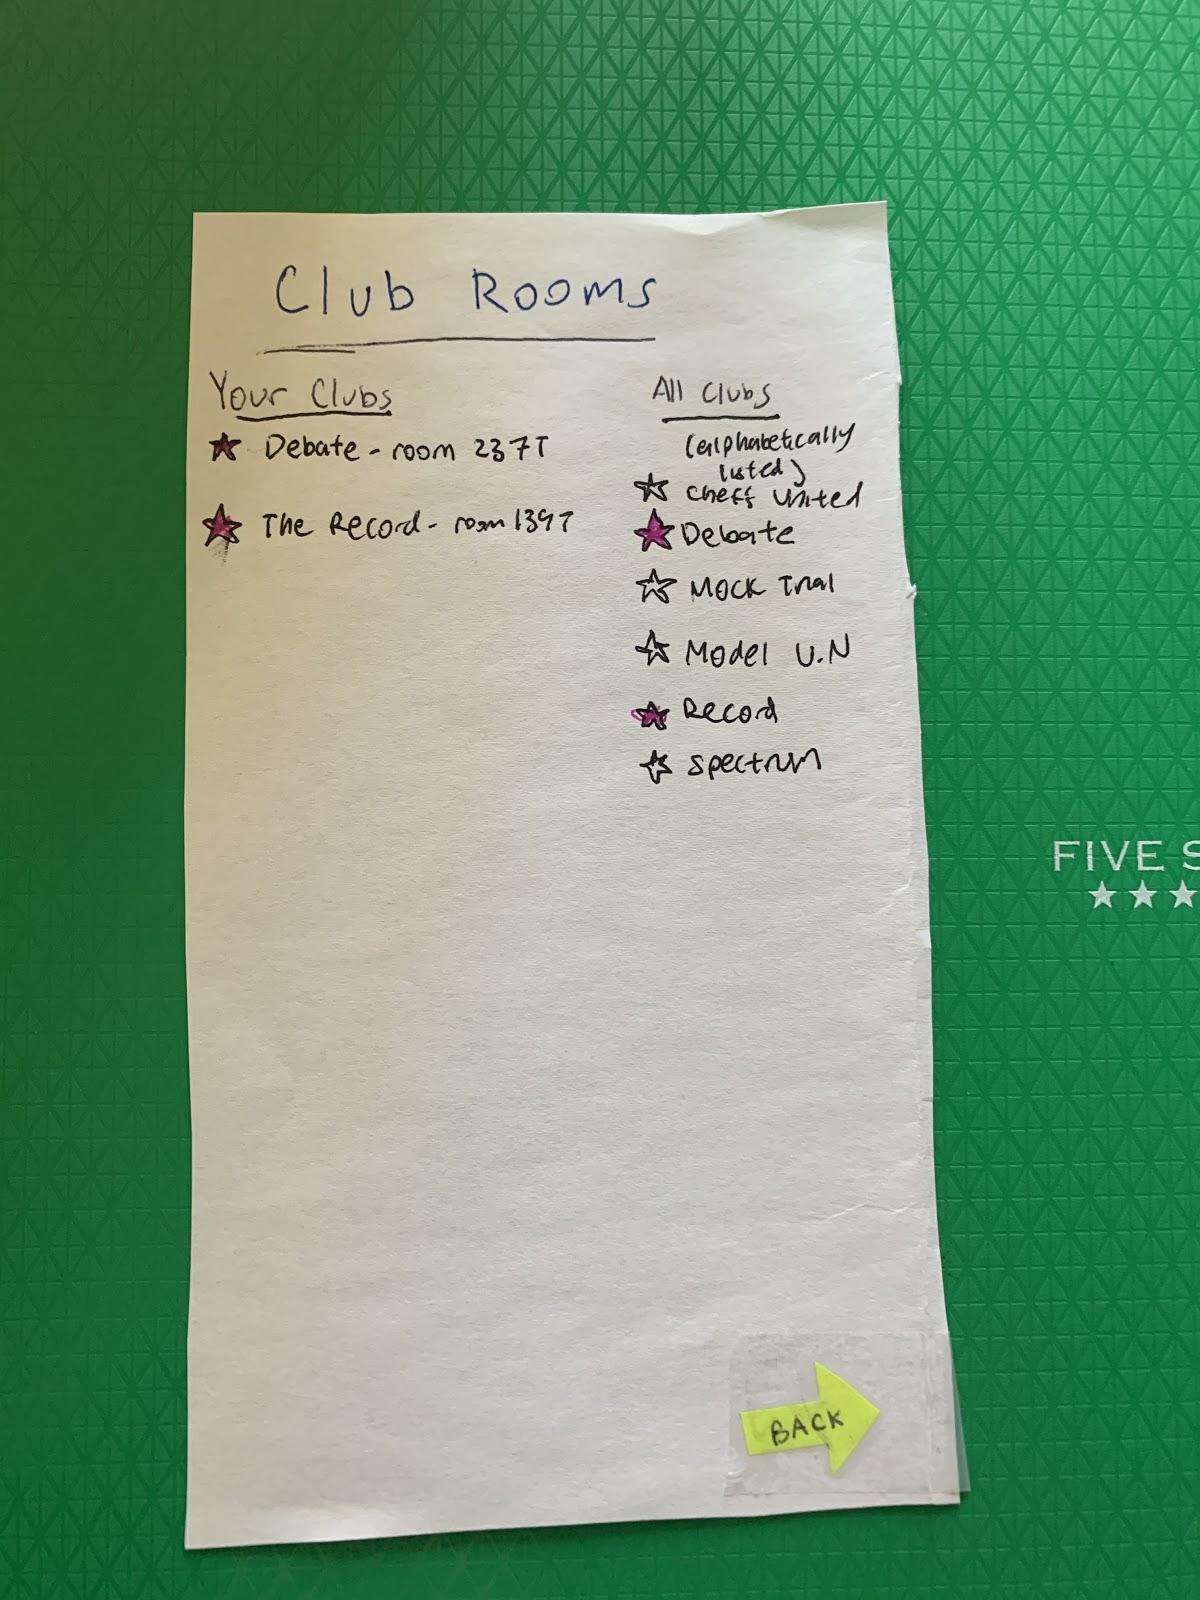 Club Rooms
Your Clubs
Debate - room 237T
The Record - room 139T
All Clubs
(alphabetically
listed)
Cheff United
Debate
Mock Trial
Model U.N
Record
Spectrum
FIVE S
BACK